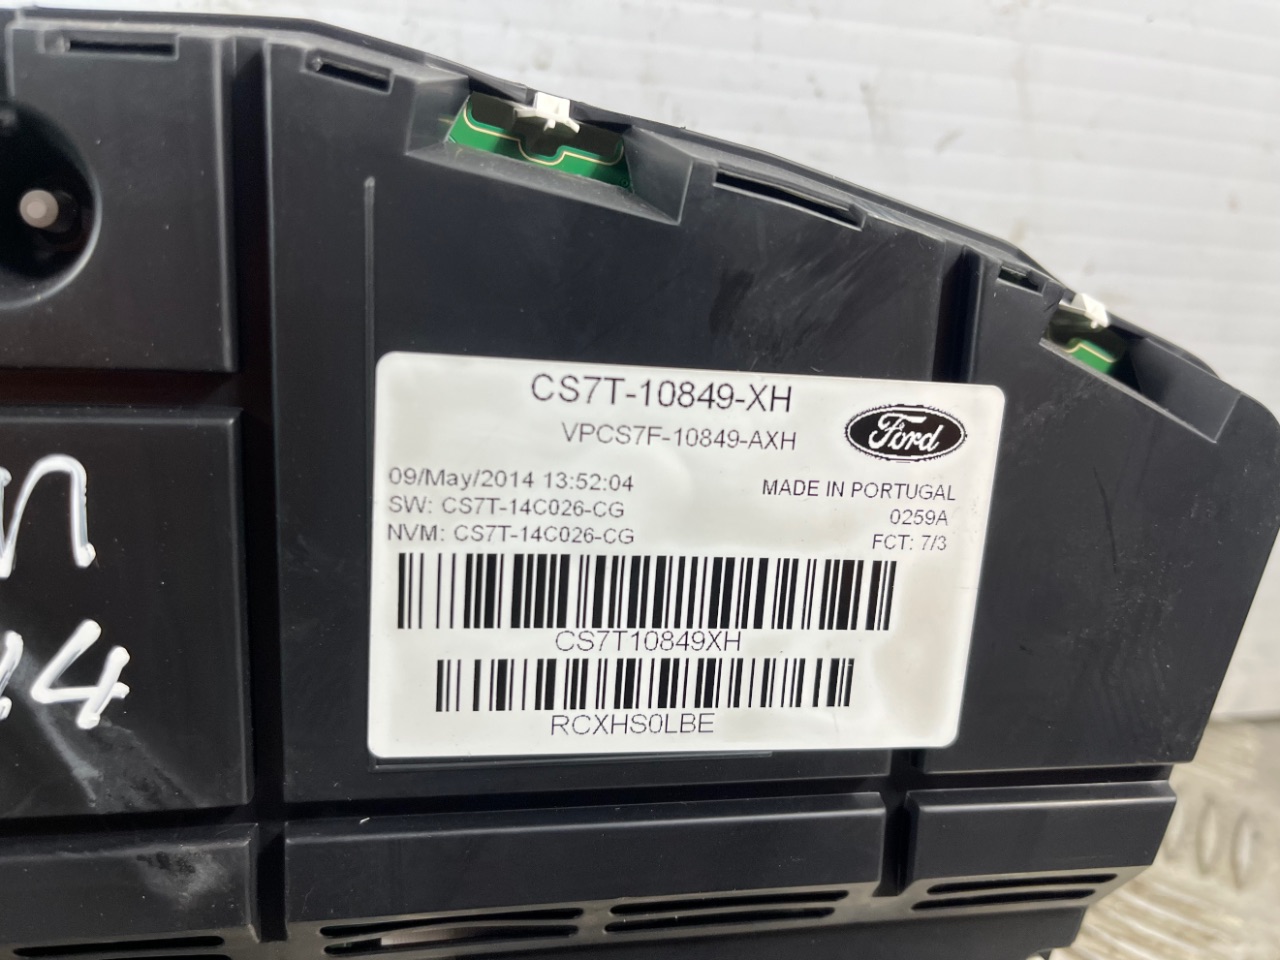 CS7T-10849-XH
VPCS7F-10849-AXH
Ford
09/May/2014 13:52:04
MADE IN PORTUGAL
SW: CS7T-14C026-CG
0259A
NVM: CS7T-14C026-CG
FCT: 7/3
CS7T10849XH
RCXHS0LBE